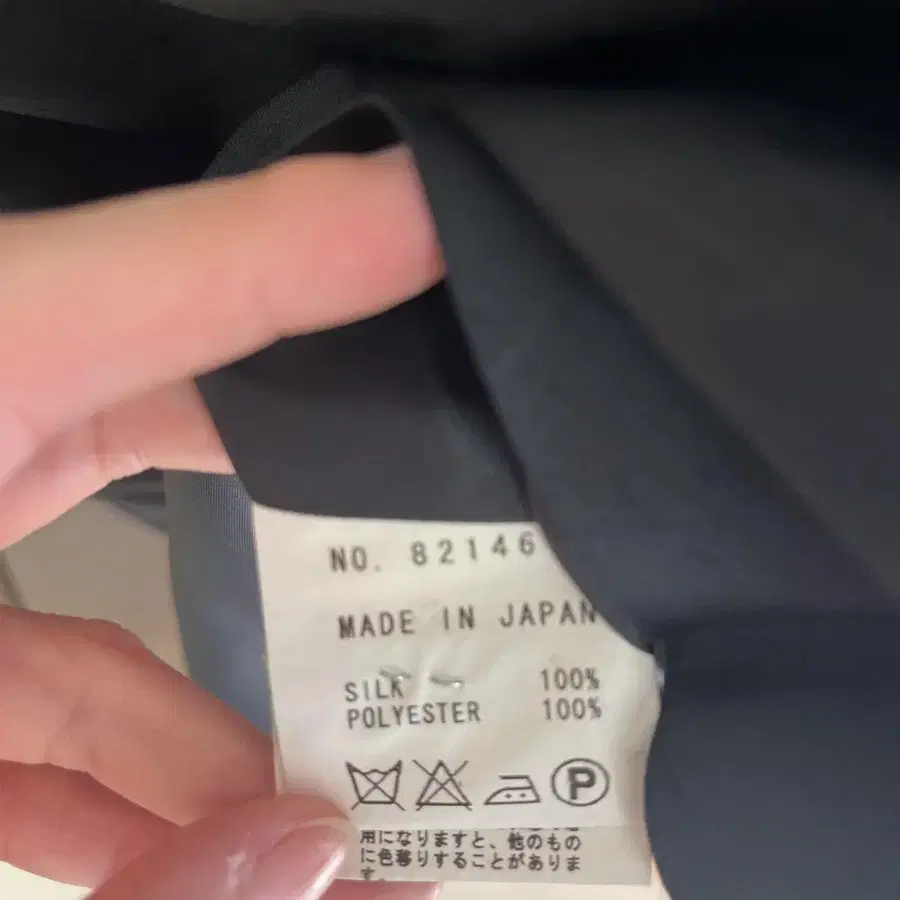 NO. 82146
MADE IN JAPAN
SILK 100%
POLYESTER 100%
P
用になりますと、他のもの
に色移りすることがありま
す。